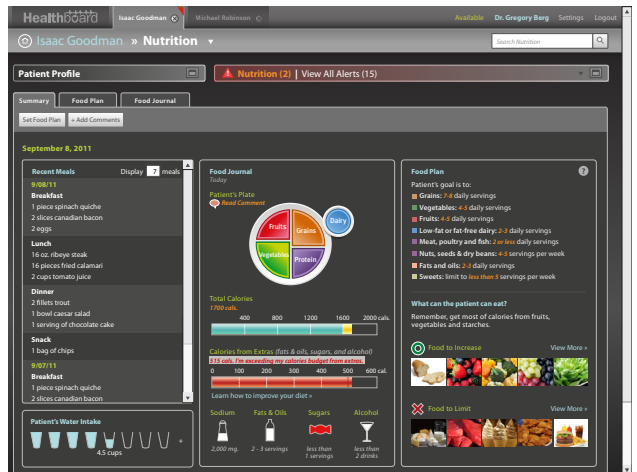 Healthboard
Isaac Goodman
Michael Robinson
Available
Dr. Gregory Berg
Settings
Logout
Isaac Goodman » Nutrition
Search Nutrition
Patient Profile
Nutrition (2) | View All Alerts (15)
Summary
Food Plan
Food Journal
Set Food Plan
+ Add Comments
September 8, 2011
Recent Meals
Display 7 meals
9/08/11
Breakfast
1 piece spinach quiche
2 slices canadian bacon
2 eggs
Lunch
16 oz. ribeye steak
16 pieces fried calamari
2 cups tomato juice
Dinner
2 fillets trout
1 bowl caesar salad
1 serving of chocolate cake
Snack
1 bag of chips
9/07/11
Breakfast
1 piece spinach quiche
2 slices canadian bacon
Patient's Water Intake
4.5 cups
+
Food Journal
Today
Patient's Plate
Read Comment
Fruits
Grains
Dairy
Vegetables
Protein
Total Calories
1700 cals.
400 800 1200 1600 2000 cals.
Calories from Extras (fats & oils, sugars, and alcohol)
515 cals. I'm exceeding my calories budget from extras.
0 100 200 300 400 500 600 cal.
Learn how to improve your diet »
Sodium
Fats & Oils
Sugars
Alcohol
2,000 mg.
2 - 3 servings
less than
1 servings
less than
2 drinks
Food Plan
?
Patient's goal is to:
Grains: 7-8 daily servings
Vegetables: 4-5 daily servings
Fruits: 4-5 daily servings
Low-fat or fat-free dairy: 2-3 daily servings
Meat, poultry and fish: 2 or less daily servings
Nuts, seeds & dry beans: 4-5 servings per week
Fats and oils: 2-3 daily servings
Sweets: limit to less than 5 servings per week
What can the patient can eat?
Remember, get most of calories from fruits,
vegetables and starches.
Food to Increase
View More »
Food to Limit
View More »